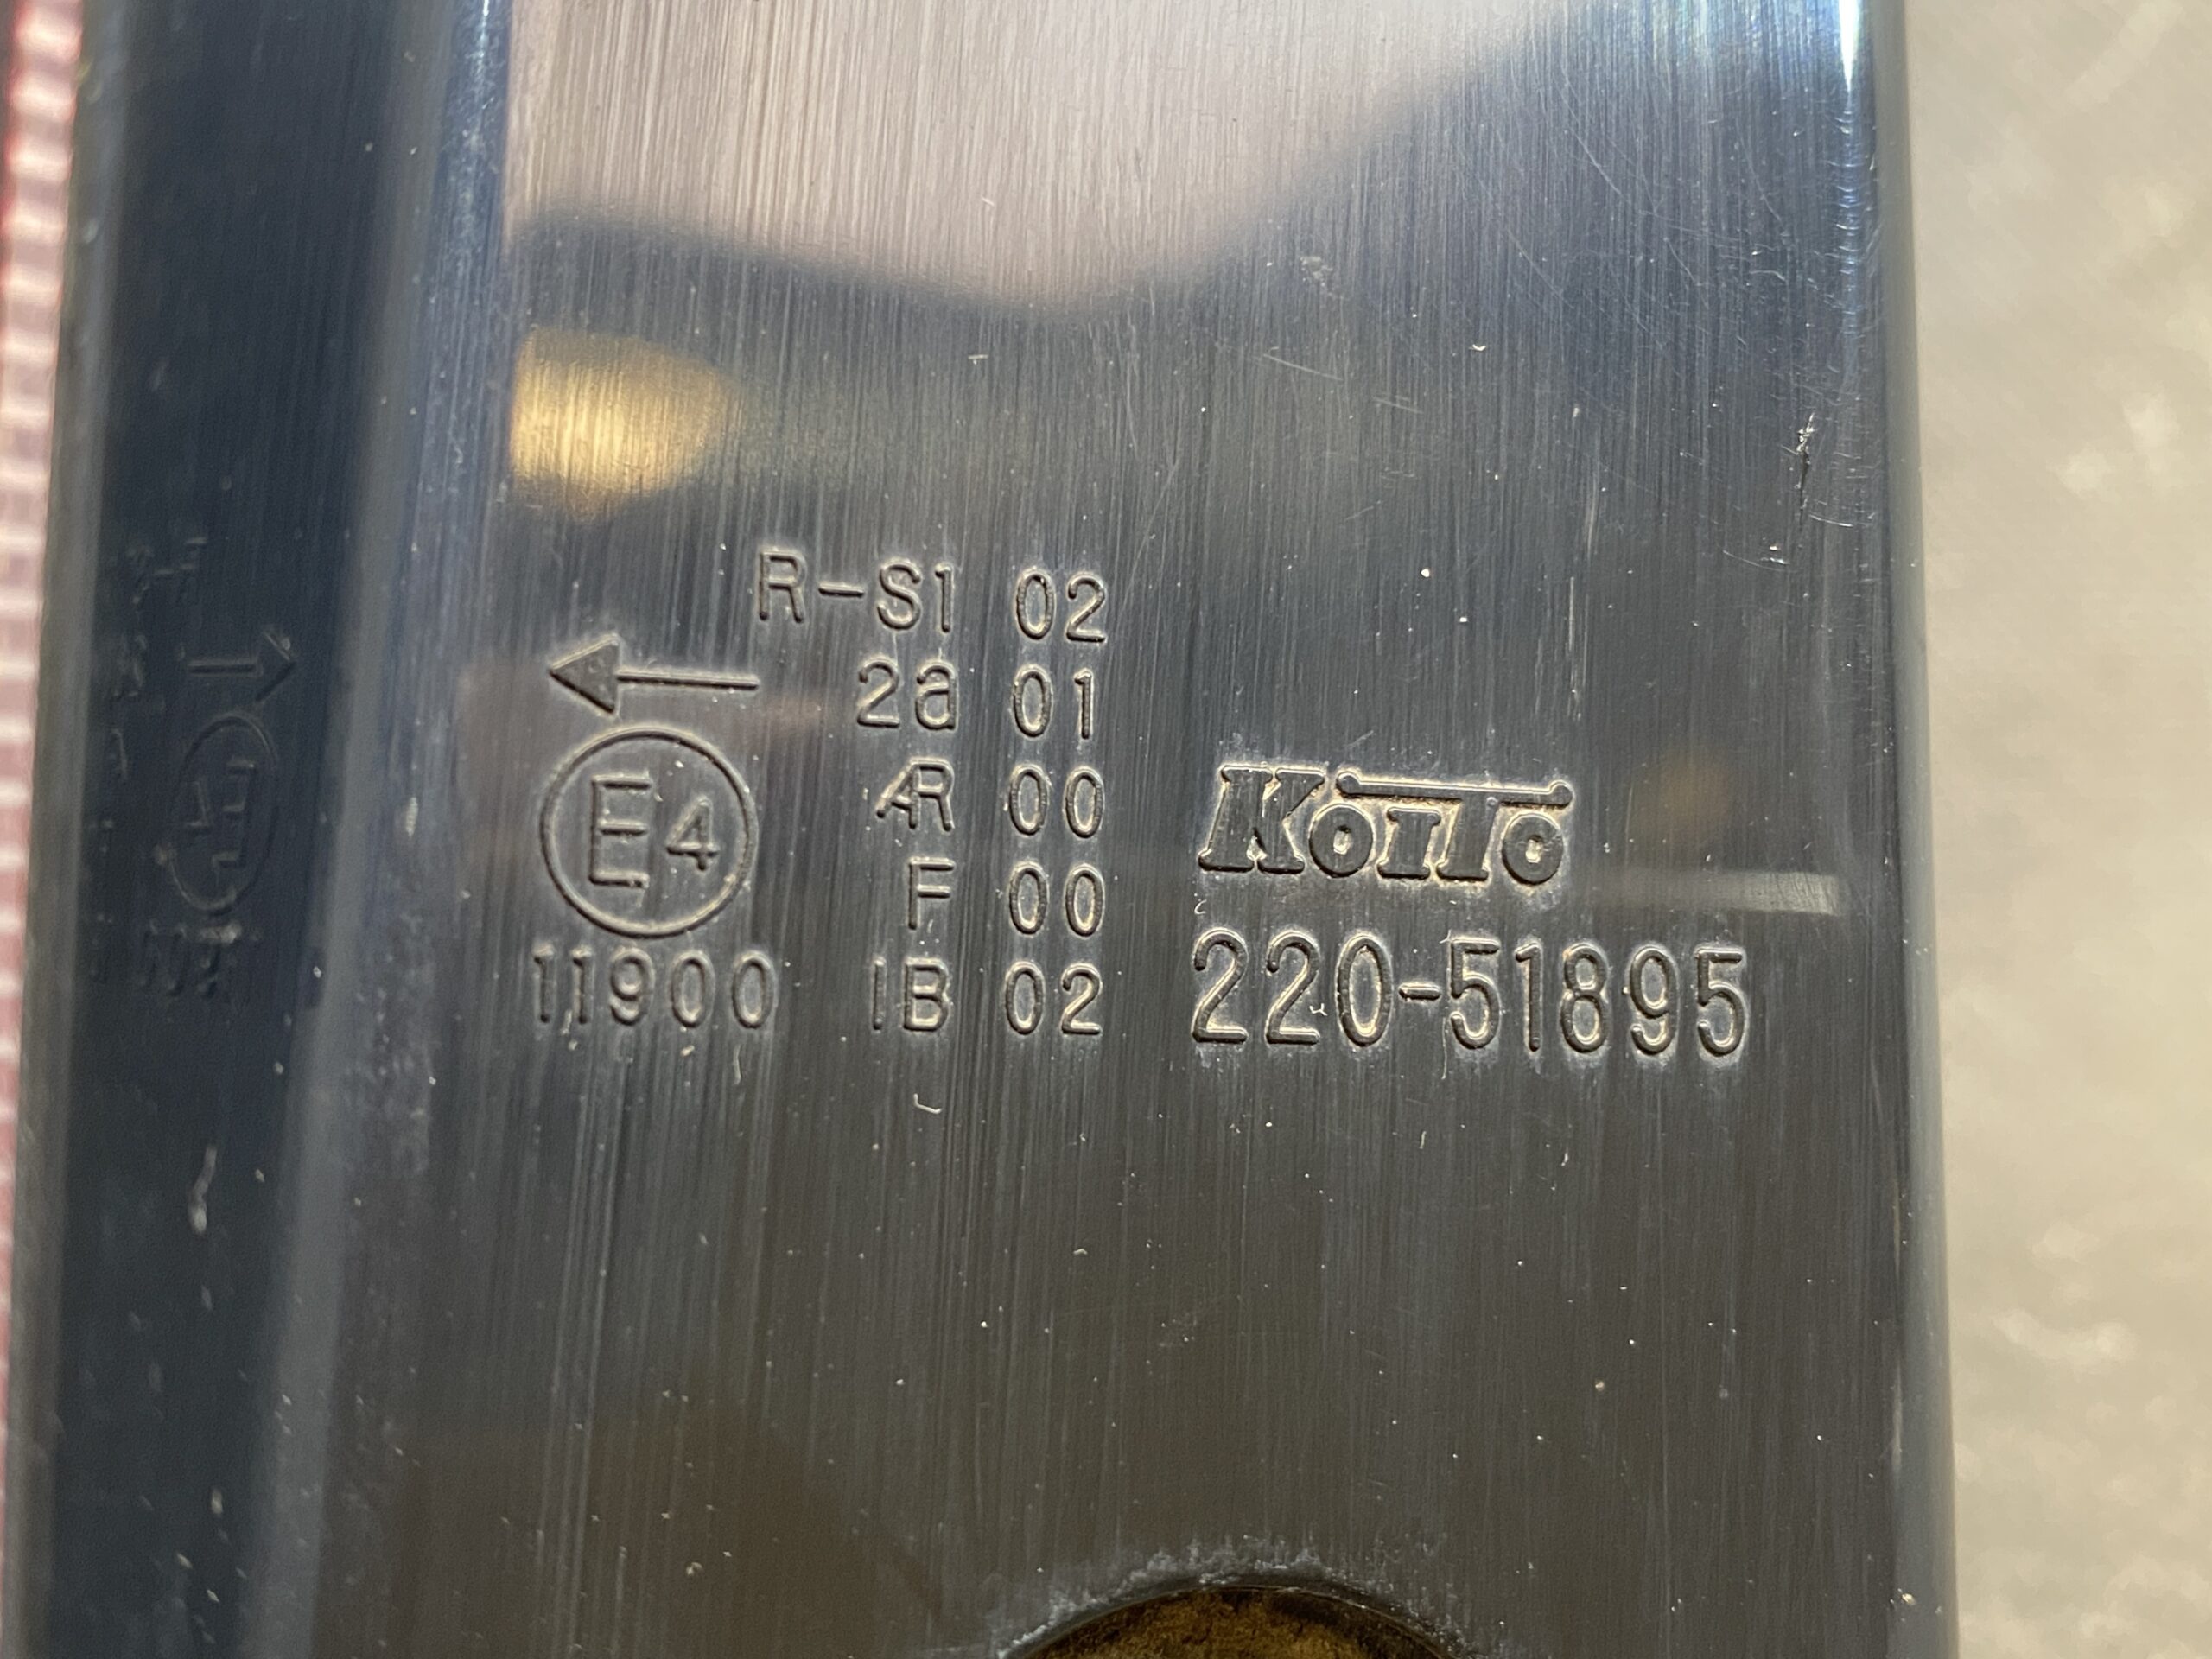 R-S1 02
← 2a 01
AR 00
E4
F 00
11900 IB 02
KOITO
220-51895